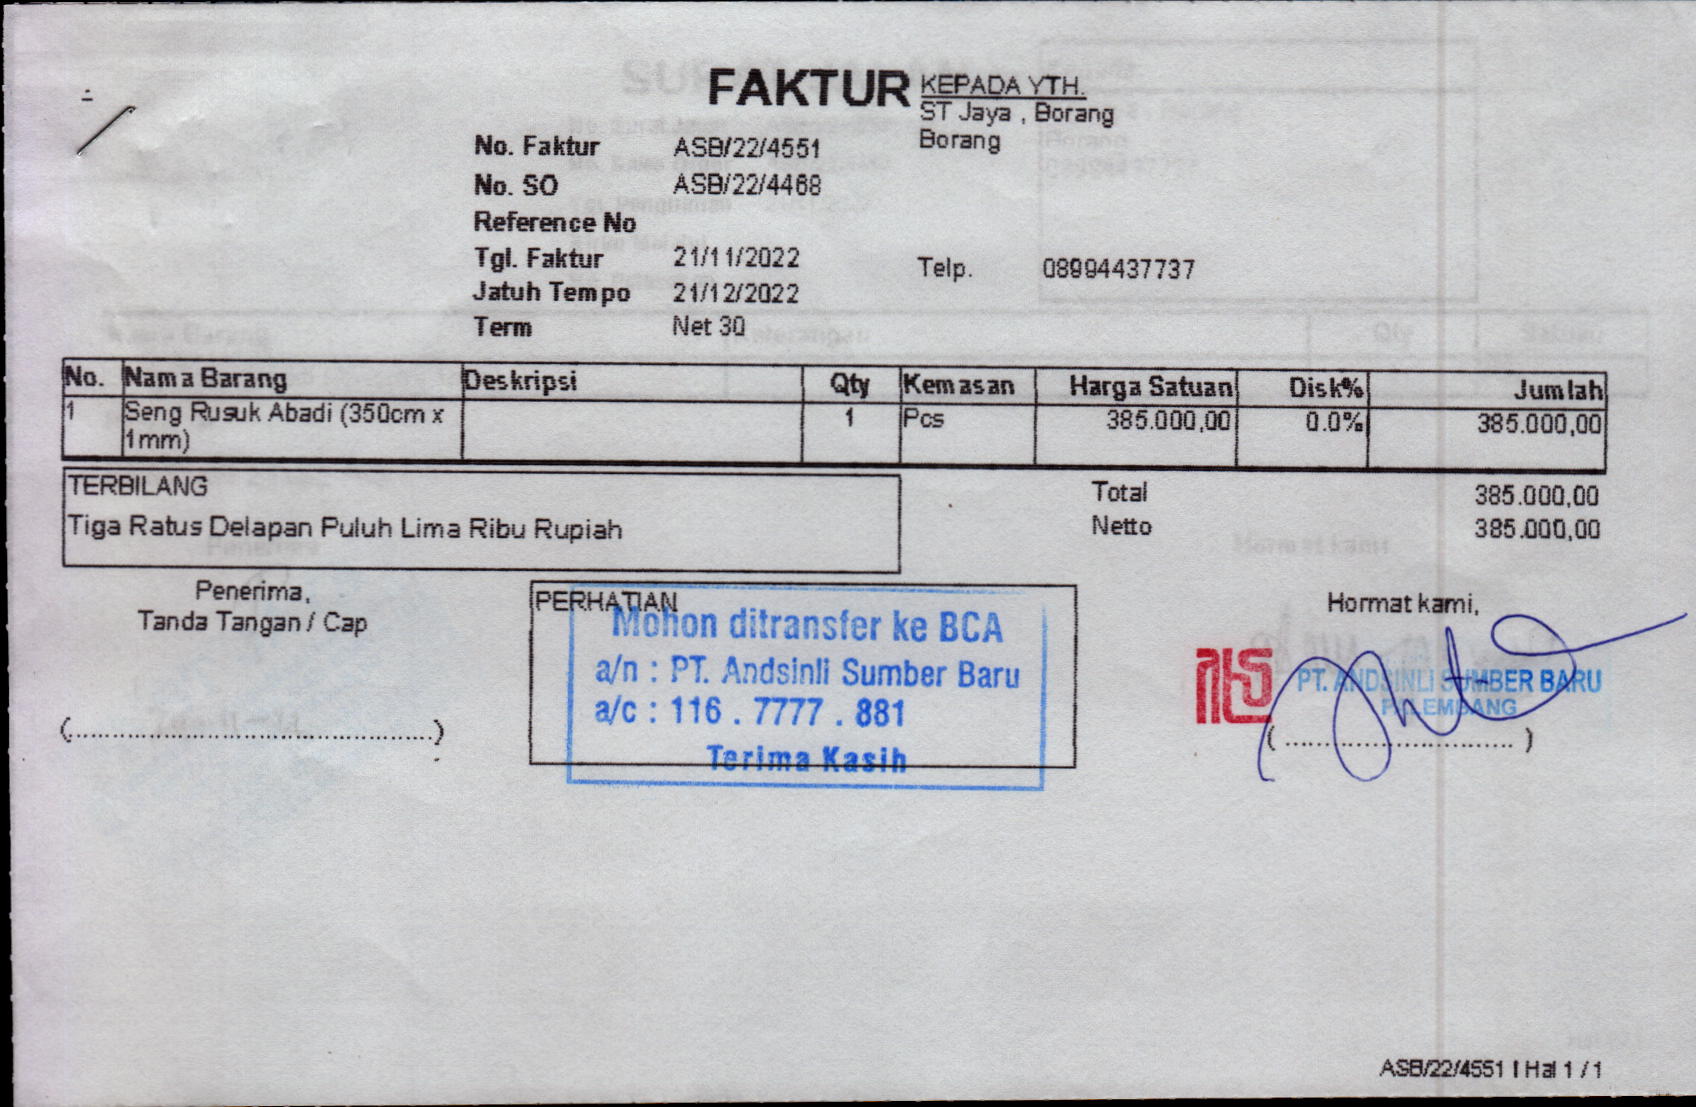 FAKTUR
KEPADA YTH.
ST Jaya , Borang
Borang
No. Faktur ASB/22/4551
No. SO ASB/22/4468
Reference No
Tgl. Faktur 21/11/2022
Telp. 08994437737
Jatuh Tempo 21/12/2022
Term Net 30
No. Nama Barang Deskripsi Qty Kemasan Harga Satuan Disk% Jumlah
1 Seng Rusuk Abadi (350cm x 1 Pcs 385.000,00 0.0% 385.000,00
1mm)
TERBILANG
Tiga Ratus Delapan Puluh Lima Ribu Rupiah
Total 385.000,00
Netto 385.000,00
Penerima,
Tanda Tangan / Cap
(..............................................)
PERHATIAN
Mohon ditransfer ke BCA
a/n : PT. Andsinli Sumber Baru
a/c : 116 . 7777 . 881
Terima Kasih
Hormat kami,
PT. ANDSINLI SUMBER BARU
PALEMBANG
( .............................. )
ASB/22/4551 | Hal 1 / 1